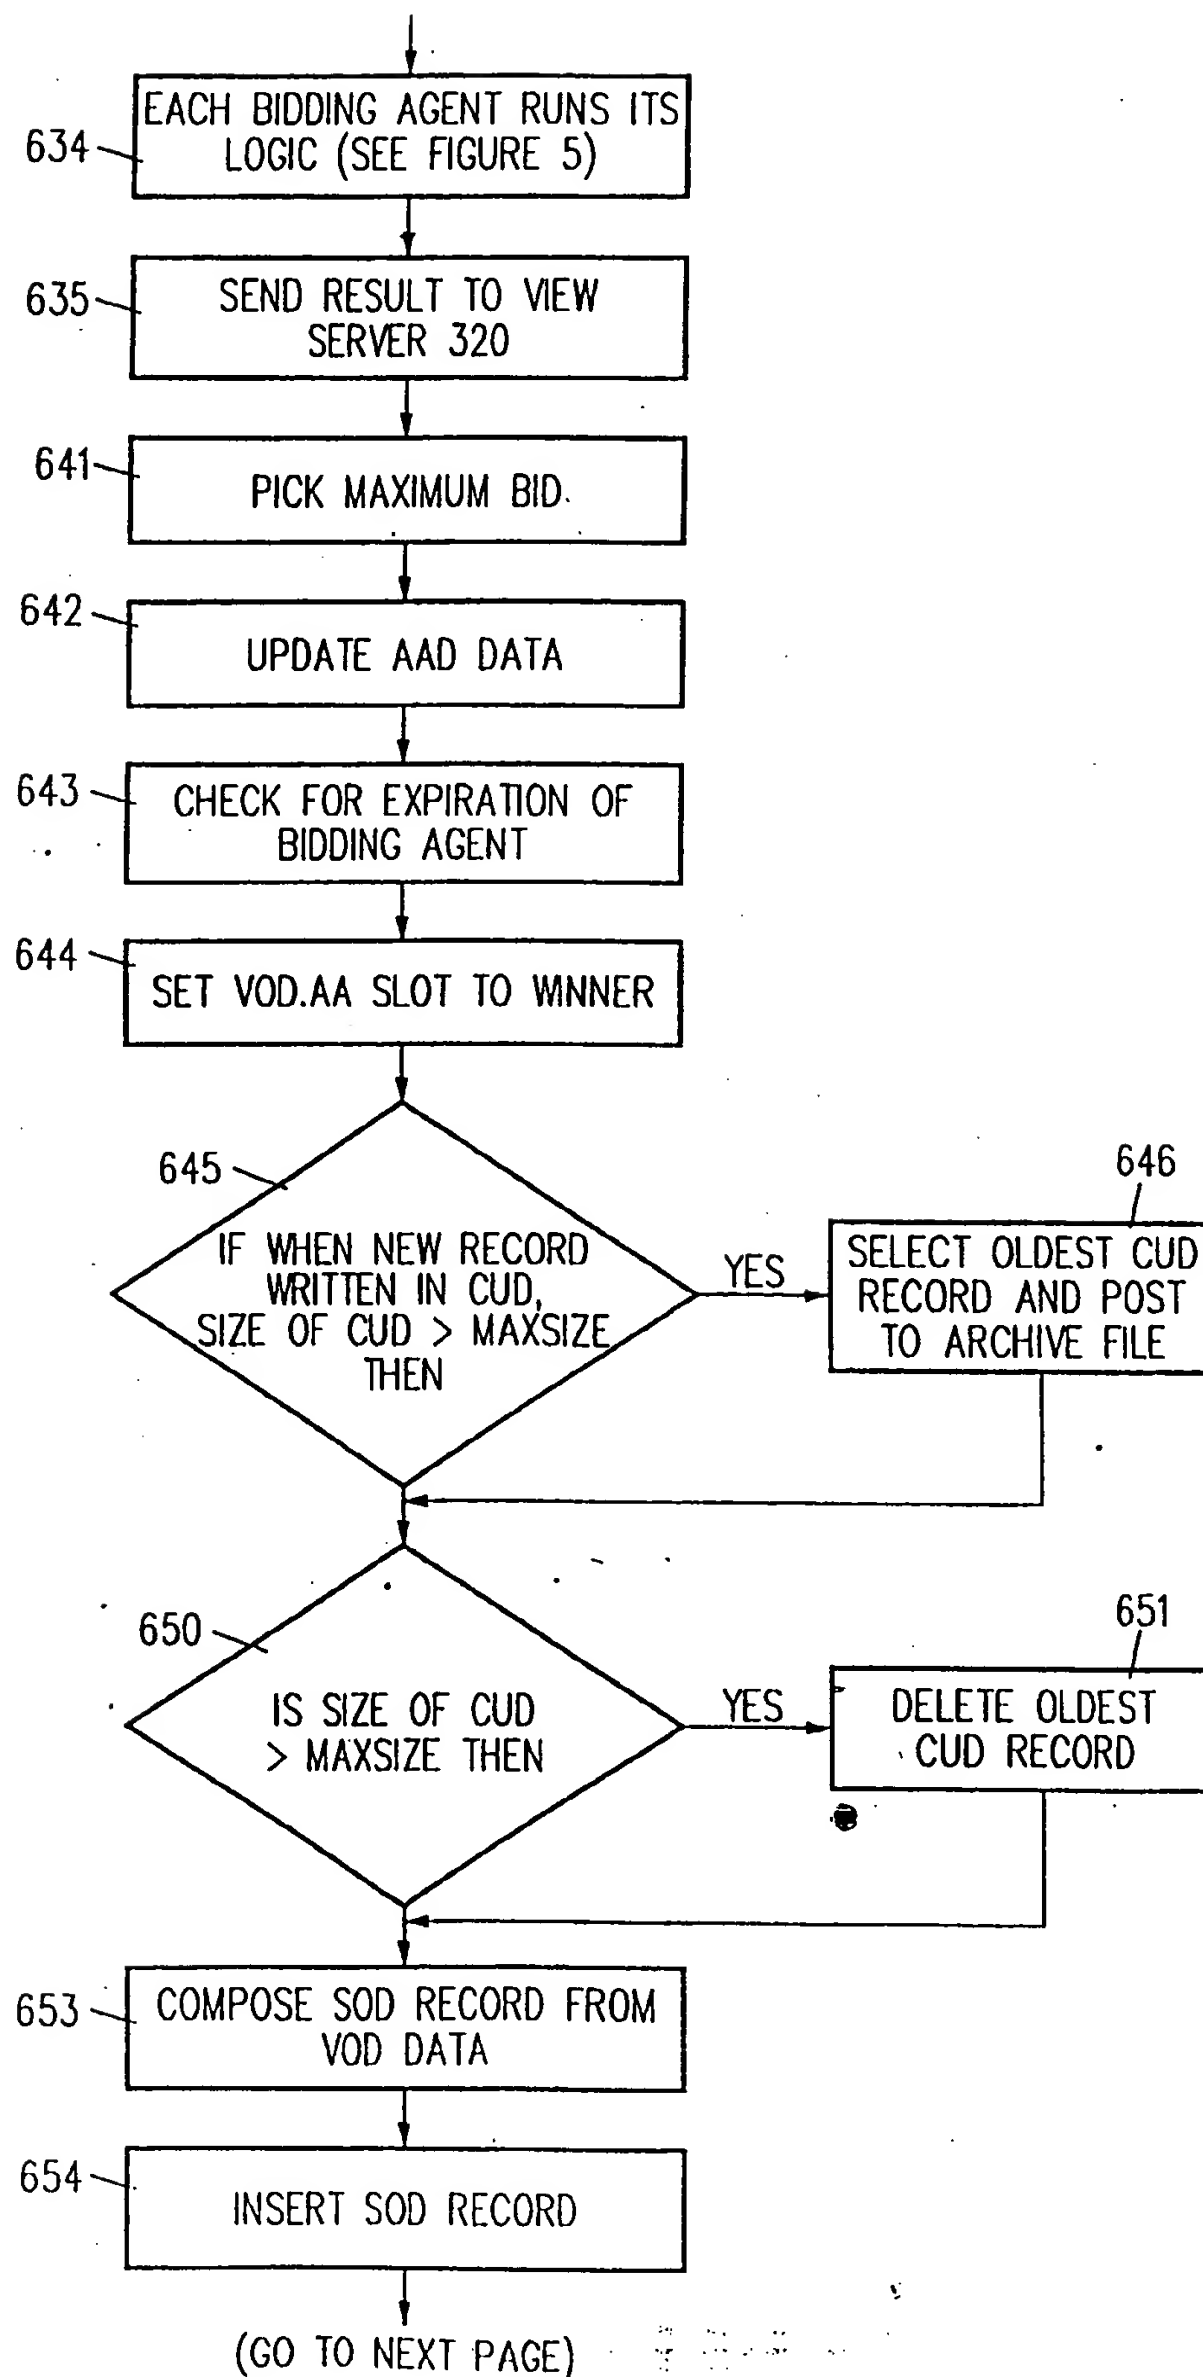 EACH BIDDING AGENT RUNS ITS
634
LOGIC (SEE FIGURE 5)
635
SEND RESULT TO VIEW
SERVER 320
641
PICK MAXIMUM BID
642
UPDATE AAD DATA
643
CHECK FOR EXPIRATION OF
BIDDING AGENT
644
SET VOD.AA SLOT TO WINNER
645
IF WHEN NEW RECORD
WRITTEN IN CUD,
SIZE OF CUD > MAXSIZE
THEN
YES
646
SELECT OLDEST CUD
RECORD AND POST
TO ARCHIVE FILE
650
IS SIZE OF CUD
> MAXSIZE THEN
YES
651
DELETE OLDEST
CUD RECORD
653
COMPOSE SOD RECORD FROM
VOD DATA
654
INSERT SOD RECORD
(GO TO NEXT PAGE)